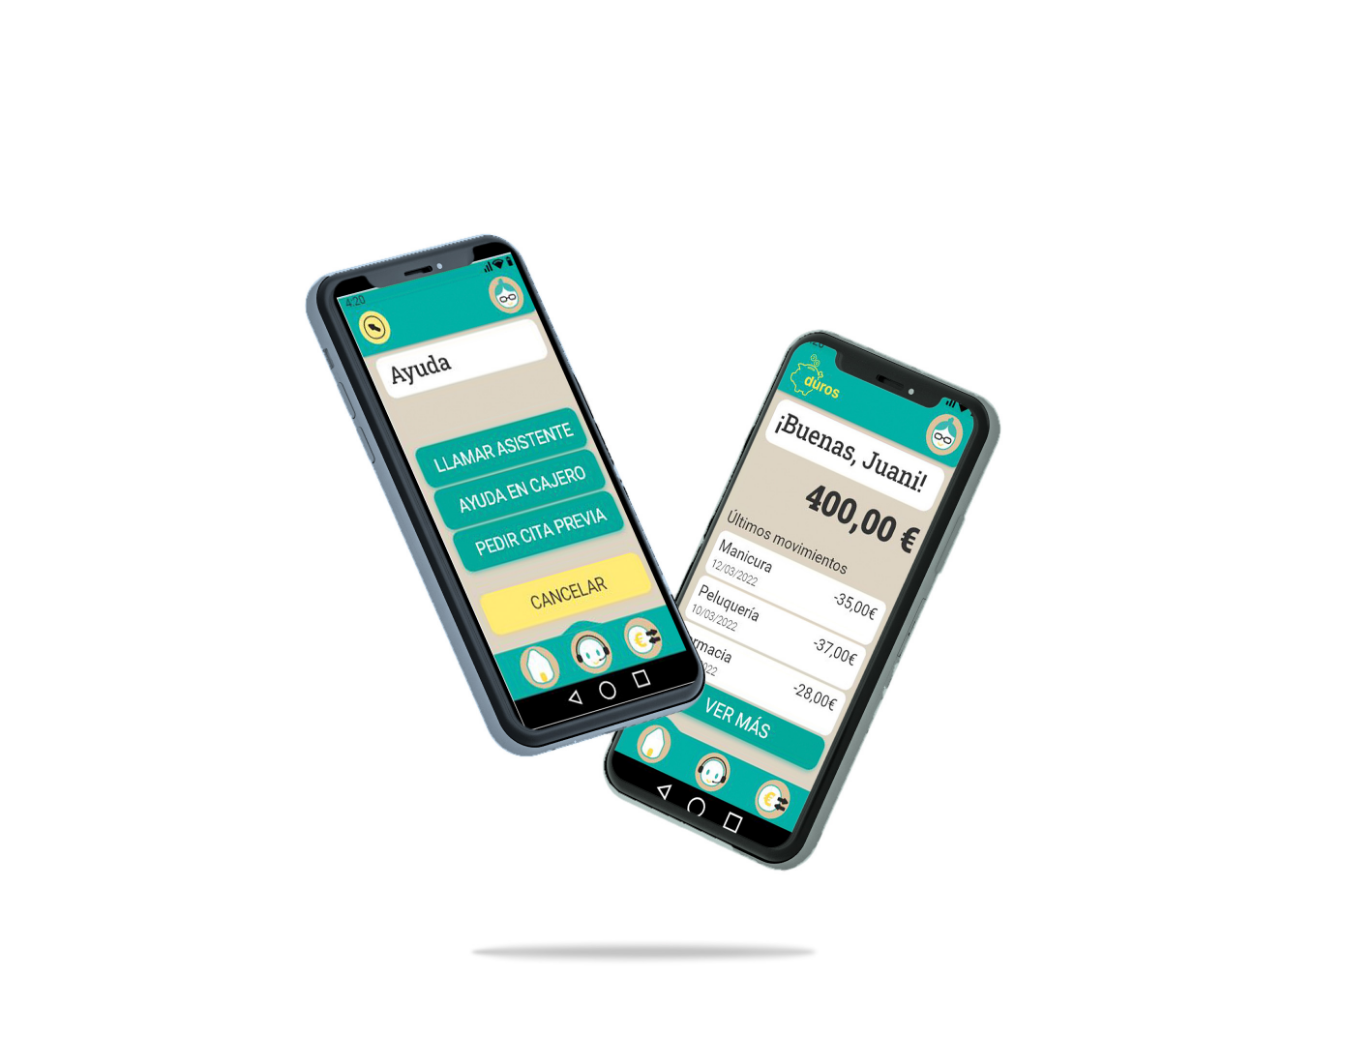 4:20
Ayuda
LLAMAR ASISTENTE
AYUDA EN CAJERO
PEDIR CITA PREVIA
CANCELAR
duros
¡Buenas, Juani!
400,00 €
Últimos movimientos
Manicura
12/03/2022
-35,00€
Peluquería
10/03/2022
-37,00€
rmacia
022
-28,00€
VER MÁS